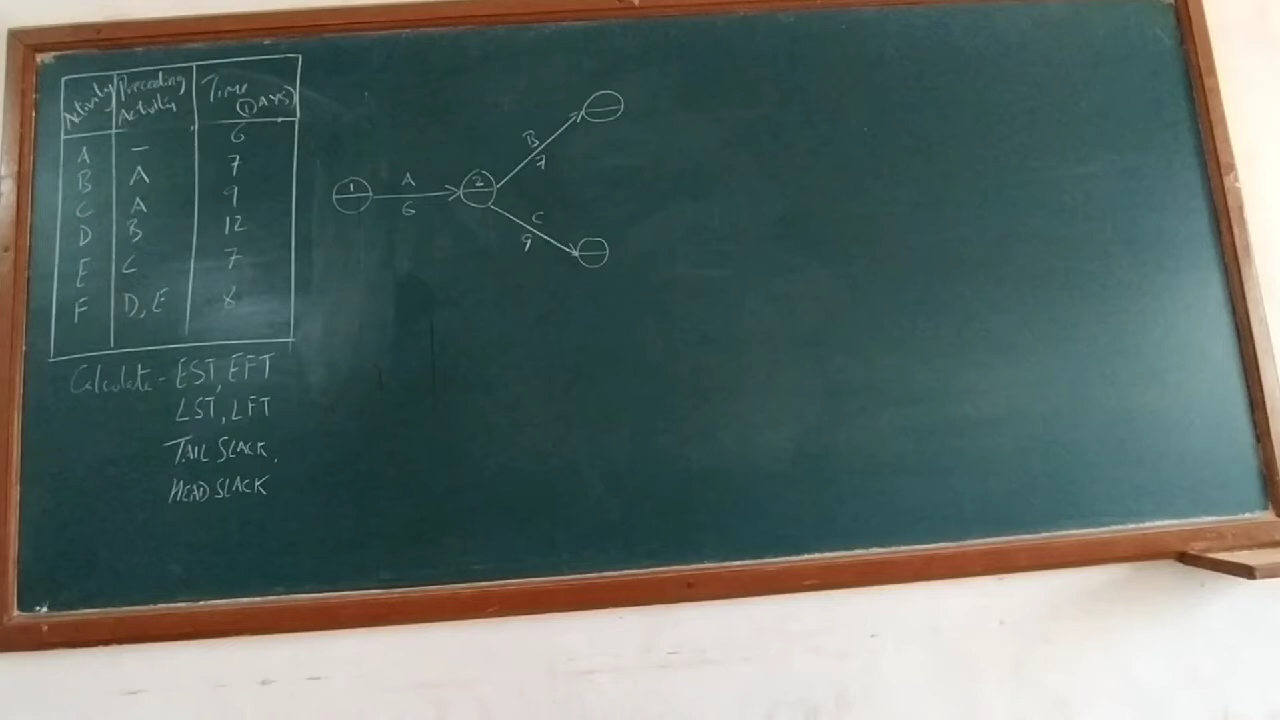 Activity Preceding Activity Time (DAYS)
A — 6
B A 7
C A 9
D B 12
E C 7
F D, E 8
Calculate - EST, EFT
LST, LFT
TAIL SLACK,
HEAD SLACK
1 A 6 2
B 7
C 9